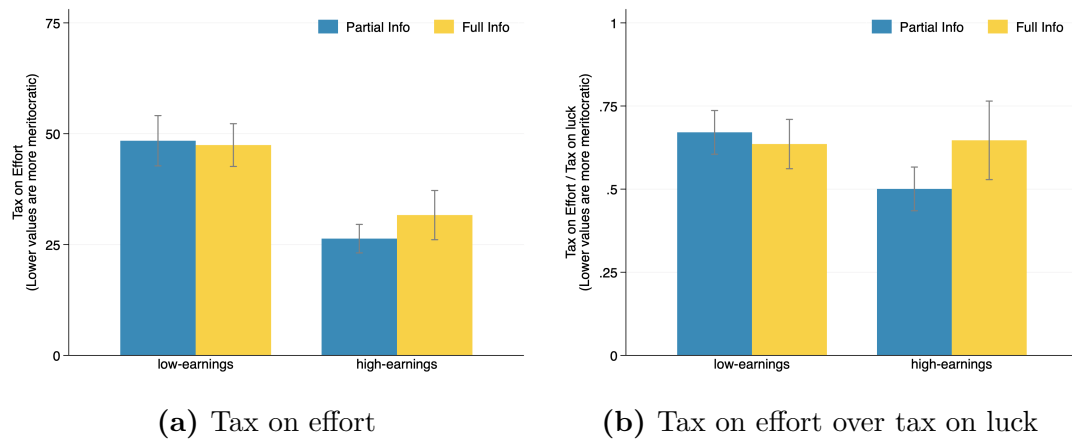 75
50
25
0
Tax on Effort
(Lower values are more meritocratic)
Partial Info
Full Info
low-earnings
high-earnings
(a) Tax on effort
1
.75
.5
.25
0
Tax on Effort / Tax on luck
(Lower values are more meritocratic)
Partial Info
Full Info
low-earnings
high-earnings
(b) Tax on effort over tax on luck